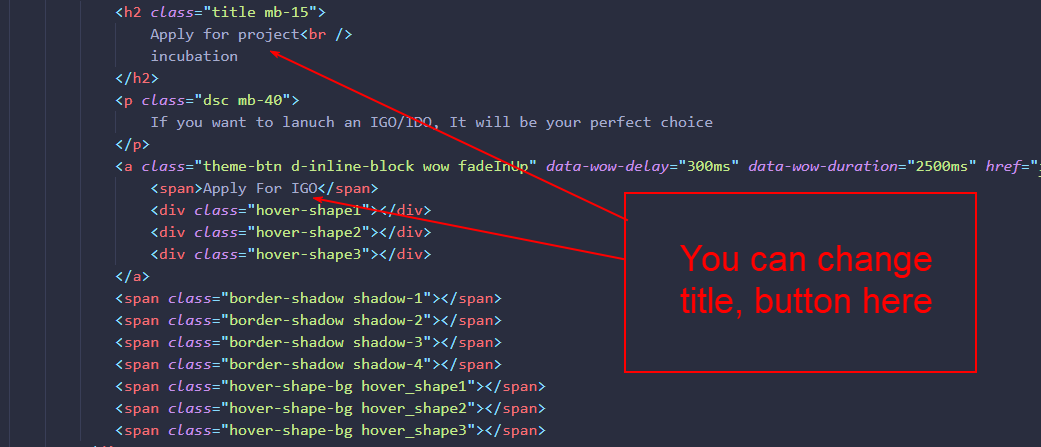 <h2 class="title mb-15">
Apply for project<br />
incubation
</h2>
<p class="dsc mb-40">
If you want to lanuch an IGO/IDO, It will be your perfect choice
</p>
<a class="theme-btn d-inline-block wow fadeInUp" data-wow-delay="300ms" data-wow-duration="2500ms" href="
<span>Apply For IGO</span>
<div class="hover-shape1"></div>
<div class="hover-shape2"></div>
<div class="hover-shape3"></div>
</a>
<span class="border-shadow shadow-1"></span>
<span class="border-shadow shadow-2"></span>
<span class="border-shadow shadow-3"></span>
<span class="border-shadow shadow-4"></span>
<span class="hover-shape-bg hover_shape1"></span>
<span class="hover-shape-bg hover_shape2"></span>
<span class="hover-shape-bg hover_shape3"></span>
You can change
title, button here